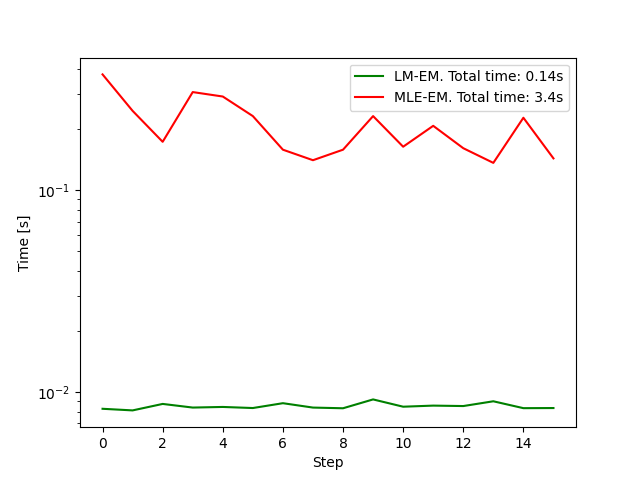 LM-EM. Total time: 0.14s
MLE-EM. Total time: 3.4s
10⁻¹
10⁻²
Time [s]
0 2 4 6 8 10 12 14
Step